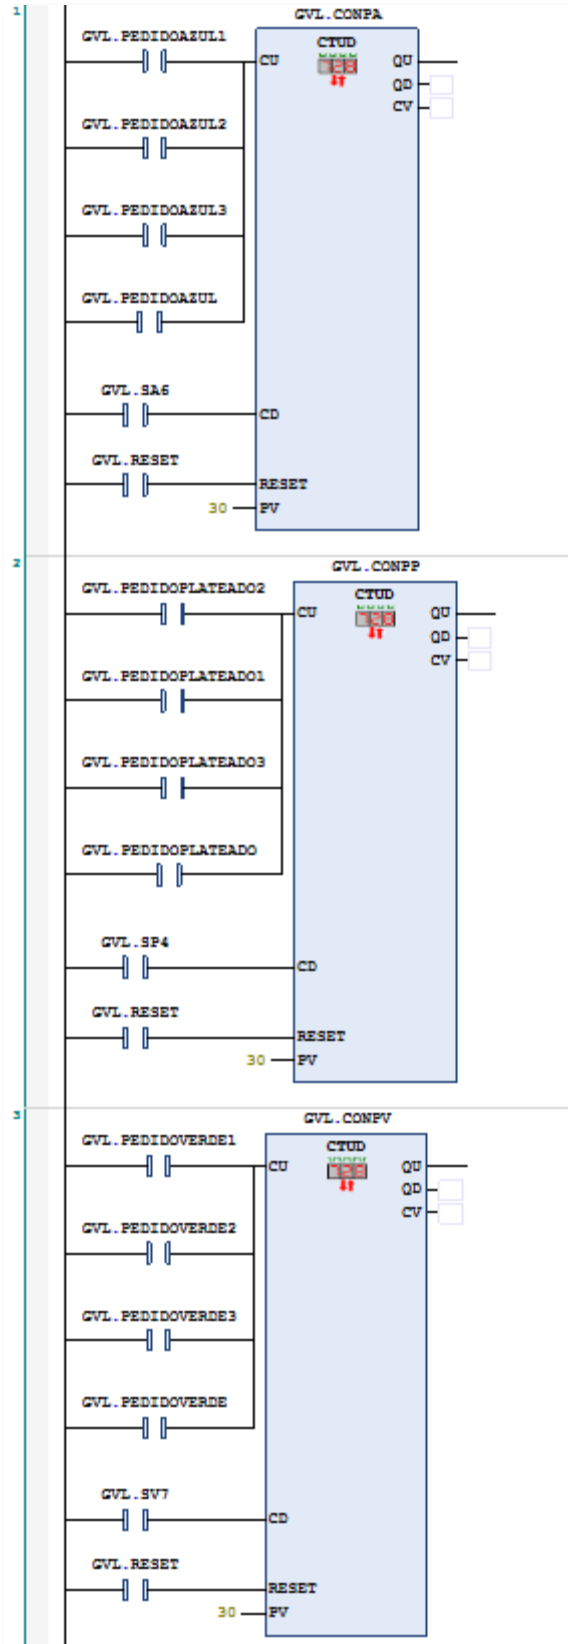 1
GVL.CONPA
GVL.PEDIDOAZUL1
CTUD
CU
QU
QD
CV
GVL.PEDIDOAZUL2
GVL.PEDIDOAZUL3
GVL.PEDIDOAZUL
GVL.SA6
CD
GVL.RESET
RESET
30
PV
2
GVL.CONPP
GVL.PEDIDOPLATEADO2
CTUD
CU
QU
QD
CV
GVL.PEDIDOPLATEADO1
GVL.PEDIDOPLATEADO3
GVL.PEDIDOPLATEADO
GVL.SP4
CD
GVL.RESET
RESET
30
PV
3
GVL.CONPV
GVL.PEDIDOVERDE1
CTUD
CU
QU
QD
CV
GVL.PEDIDOVERDE2
GVL.PEDIDOVERDE3
GVL.PEDIDOVERDE
GVL.SV7
CD
GVL.RESET
RESET
30
PV